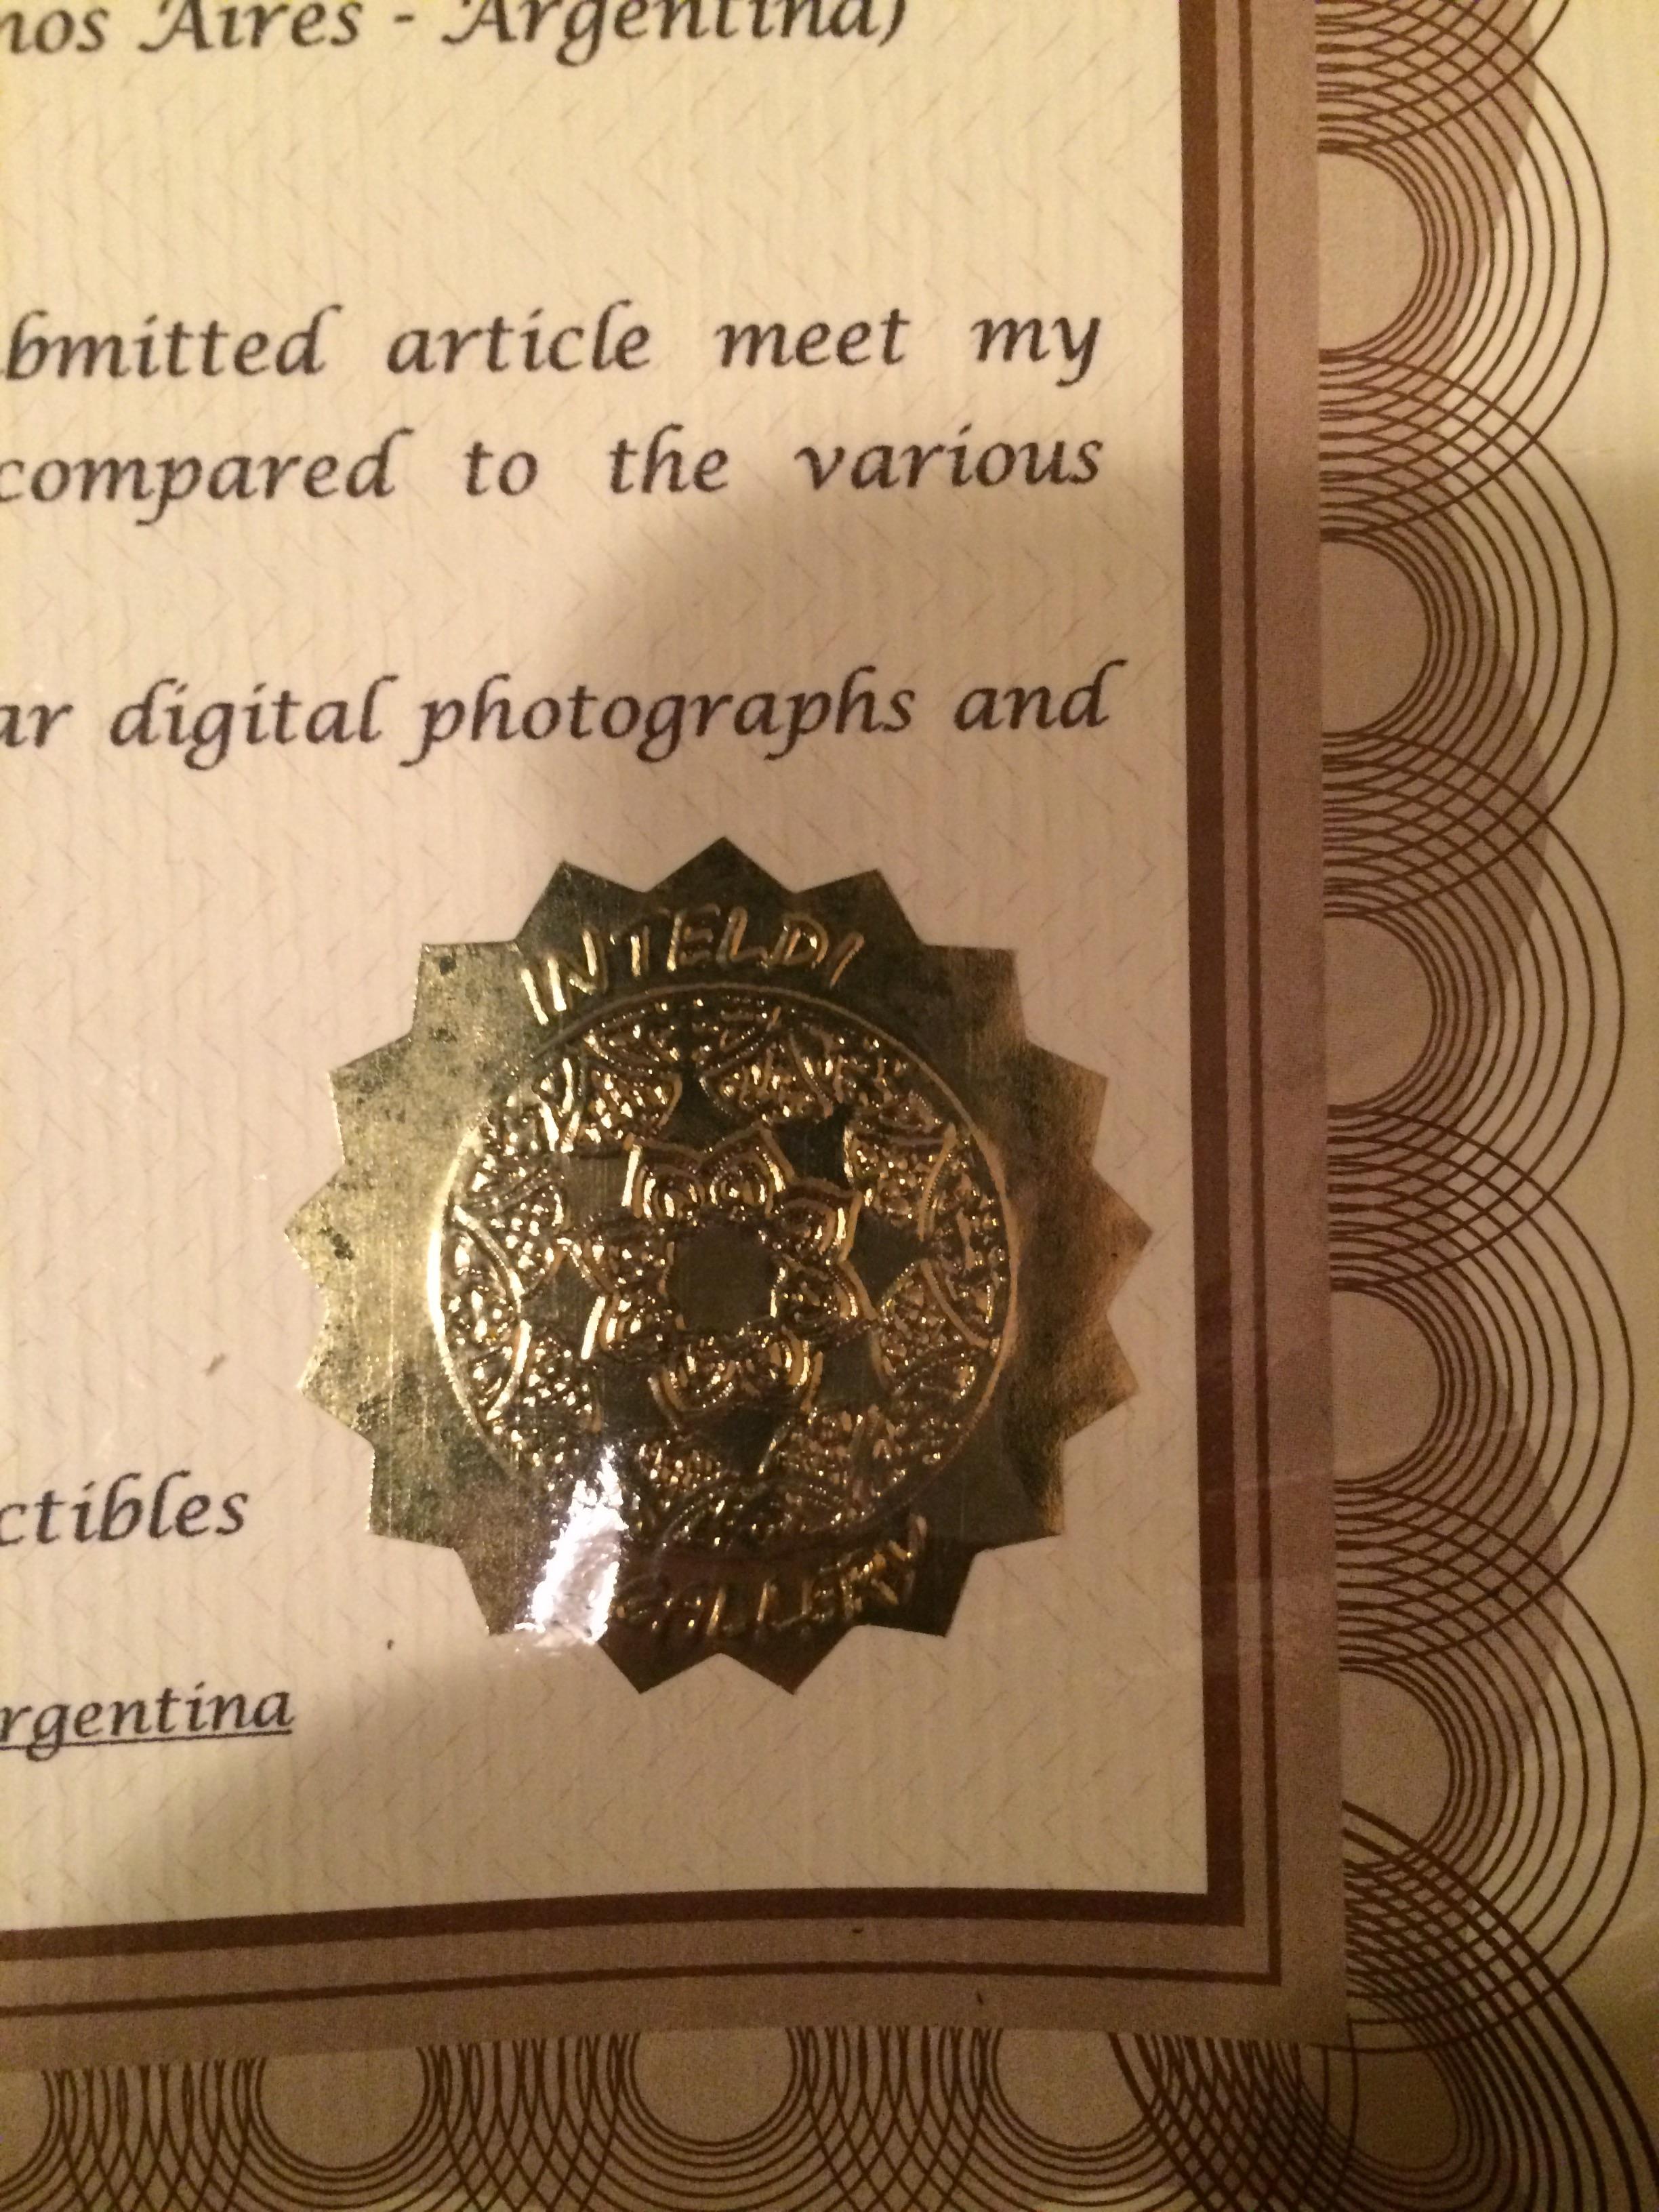 nos Aires - Argentina)
bmitted article meet my
compared to the various
ar digital photographs and
INTELDI
GALLERY
ctibles
rgentina